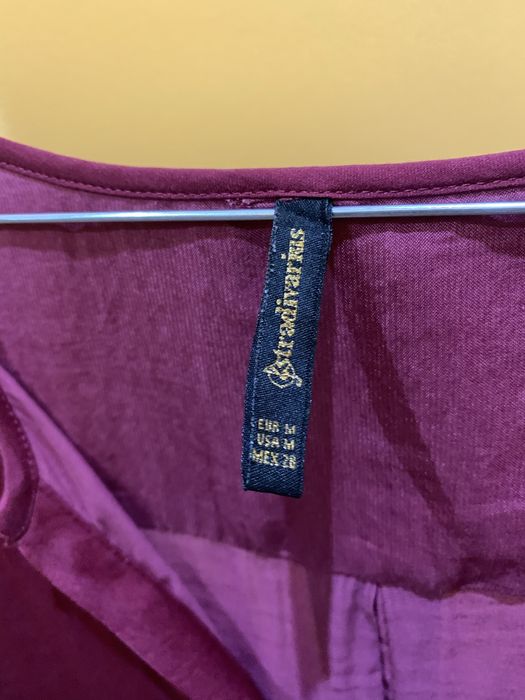 stradivarius
EUR M
USA M
MEX 28